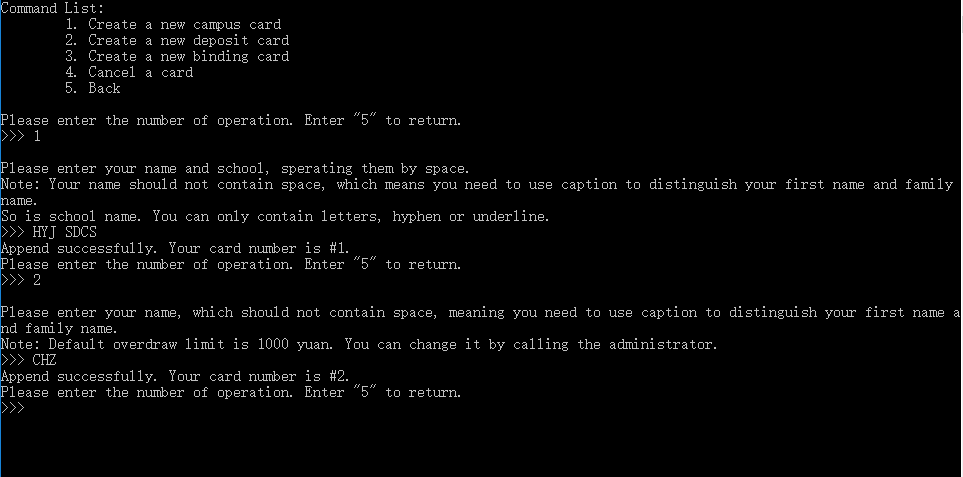 Command List:
1. Create a new campus card
2. Create a new deposit card
3. Create a new binding card
4. Cancel a card
5. Back
Please enter the number of operation. Enter "5" to return.
>>> 1
Please enter your name and school, sperating them by space.
Note: Your name should not contain space, which means you need to use caption to distinguish your first name and family
name.
So is school name. You can only contain letters, hyphen or underline.
>>> HYJ SDCS
Append successfully. Your card number is #1.
Please enter the number of operation. Enter "5" to return.
>>> 2
Please enter your name, which should not contain space, meaning you need to use caption to distinguish your first name a
nd family name.
Note: Default overdraw limit is 1000 yuan. You can change it by calling the administrator.
>>> CHZ
Append successfully. Your card number is #2.
Please enter the number of operation. Enter "5" to return.
>>>